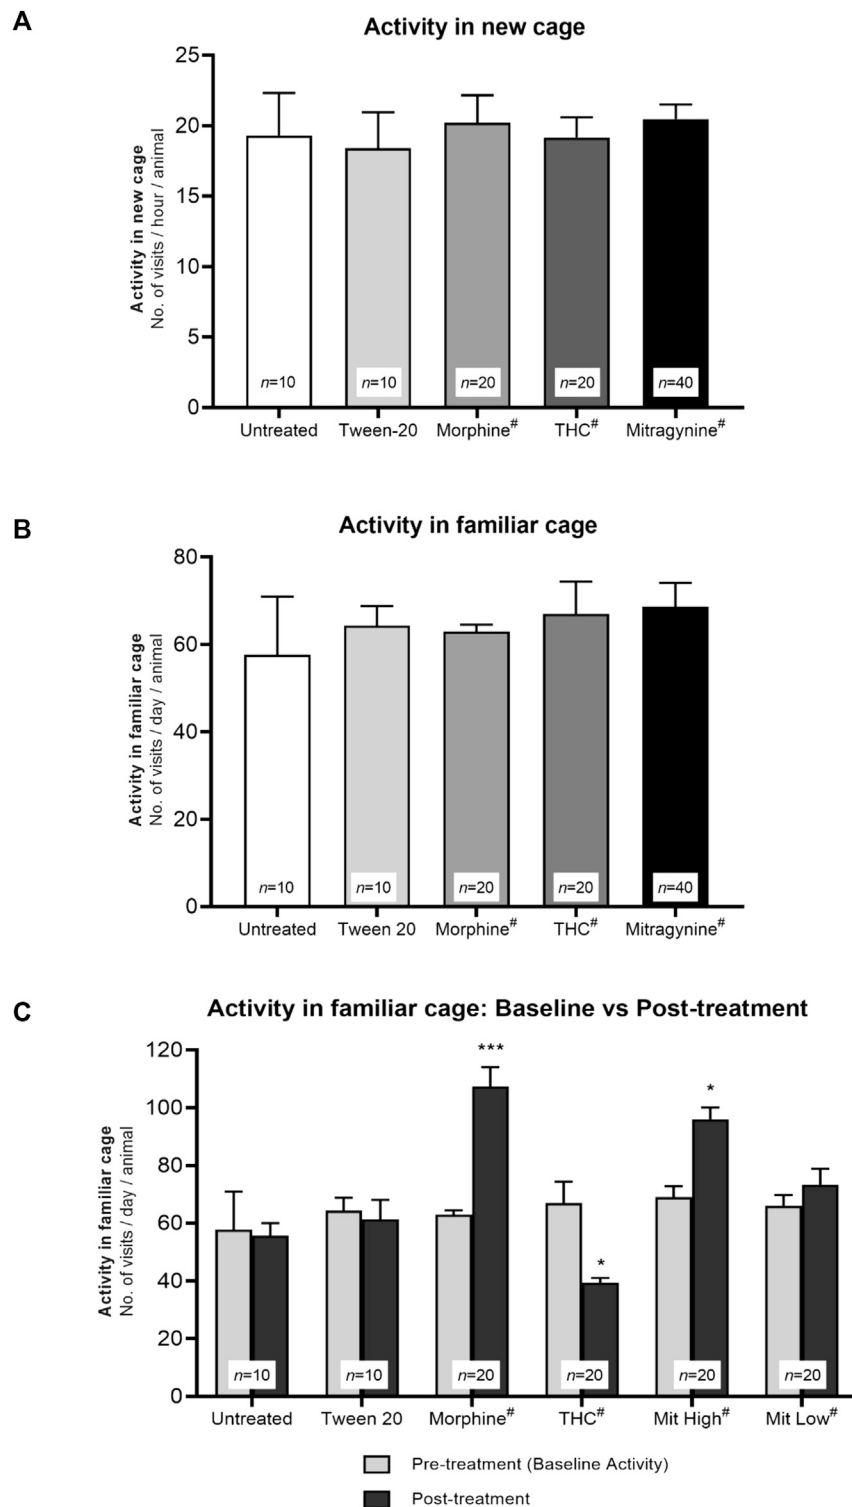 A
Activity in new cage
Activity in new cage
No. of visits / hour / animal
25
20
15
10
5
0
n=10
n=10
n=20
n=20
n=40
Untreated
Tween-20
Morphine#
THC#
Mitragynine#
B
Activity in familiar cage
Activity in familiar cage
No. of visits / day / animal
80
60
40
20
0
n=10
n=10
n=20
n=20
n=40
Untreated
Tween 20
Morphine#
THC#
Mitragynine#
C
Activity in familiar cage: Baseline vs Post-treatment
Activity in familiar cage
No. of visits / day / animal
120
100
80
60
40
20
0
***
*
*
n=10
n=10
n=20
n=20
n=20
n=20
Untreated
Tween 20
Morphine#
THC#
Mit High#
Mit Low#
Pre-treatment (Baseline Activity)
Post-treatment